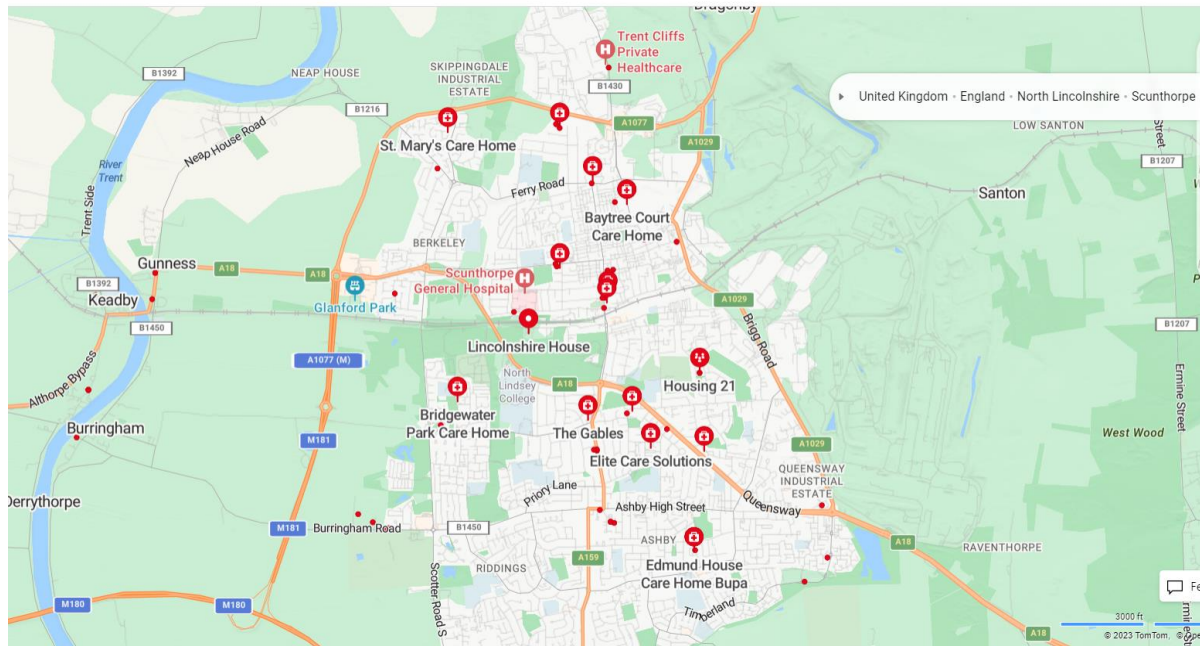 Dragonby
Trent Cliffs
Private
Healthcare
B1392
NEAP HOUSE
SKIPPINGDALE
INDUSTRIAL
ESTATE
B1430
United Kingdom • England • North Lincolnshire • Scunthorpe
B1216
A1077
LOW SANTON
Street
Neap House Road
St. Mary's Care Home
A1029
B1207
River
Trent
Trent Side
Ferry Road
Santon
Baytree Court
Care Home
BERKELEY
Gunness
A18
A18
Scunthorpe
General Hospital
B1392
Keadby
Glanford Park
A1029
B1450
Brigg Road
B1207
Lincolnshire House
A1077 (M)
Althorpe Bypass
North
Lindsey
College
A18
Housing 21
Ermine Street
Bridgewater
Park Care Home
Burringham
The Gables
West Wood
M181
A1029
Elite Care Solutions
QUEENSWAY
INDUSTRIAL
ESTATE
Derrythorpe
Priory Lane
Queensway
Ashby High Street
M181
Burringham Road
B1450
ASHBY
A18
RAVENTHORPE
A159
RIDDINGS
Edmund House
Care Home Bupa
Scotter Road S
Timberland
M180
M180
Fe
3000 ft
A18
© 2023 TomTom, ©